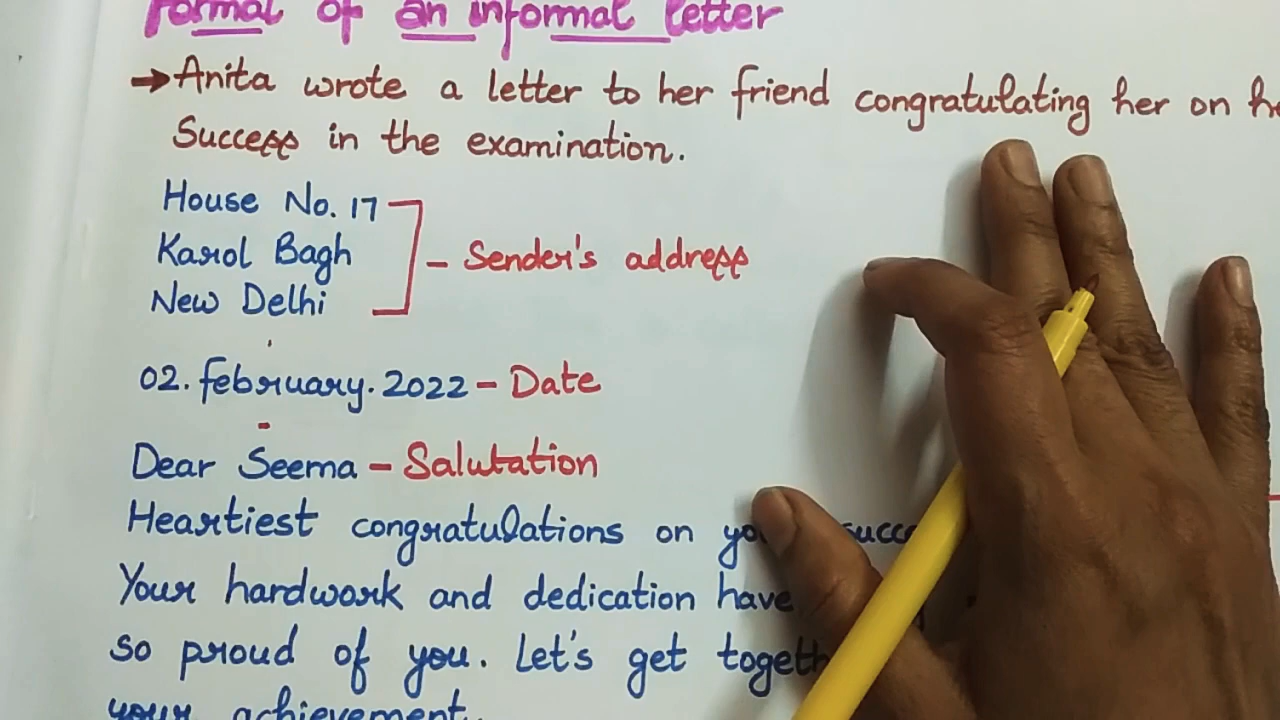 Format of an informal letter
→ Anita wrote a letter to her friend congratulating her on
Success in the examination.
House No. 17
Karol Bagh - Sender's address
New Delhi
02. february. 2022 - Date
Dear Seema - Salutation
Heartiest congratulations on
Your hardwork and dedication have
so proud of you. Let's get
your achievement.